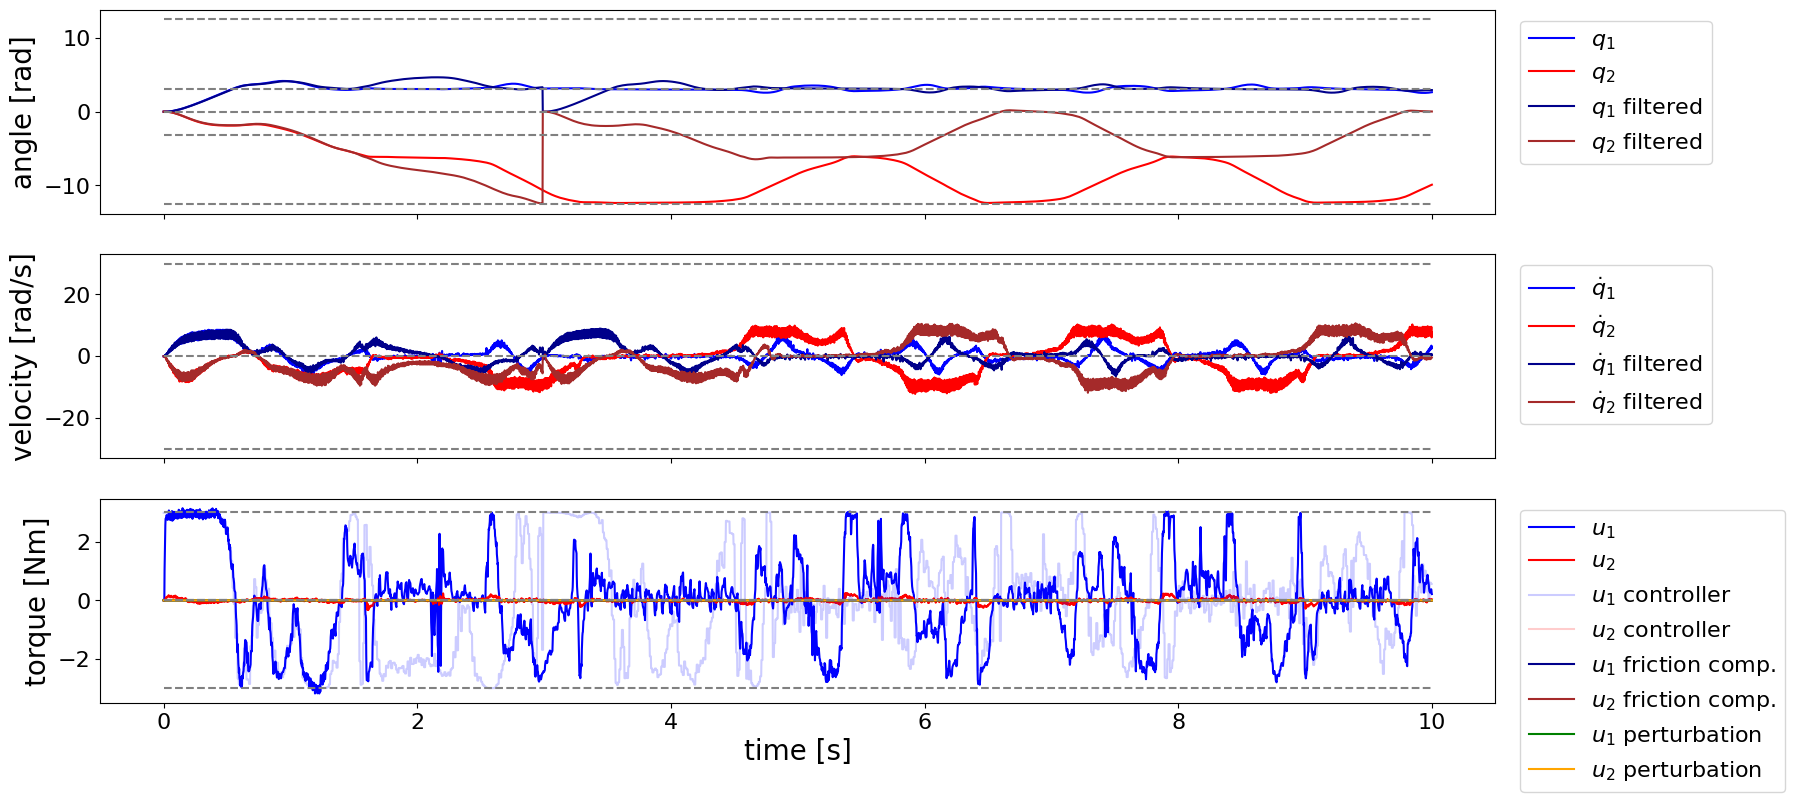 angle [rad]
10
0
−10
q₁
q₂
q₁ filtered
q₂ filtered
velocity [rad/s]
20
0
−20
q̇₁
q̇₂
q̇₁ filtered
q̇₂ filtered
torque [Nm]
2
0
−2
0 2 4 6 8 10
time [s]
u₁
u₂
u₁ controller
u₂ controller
u₁ friction comp.
u₂ friction comp.
u₁ perturbation
u₂ perturbation